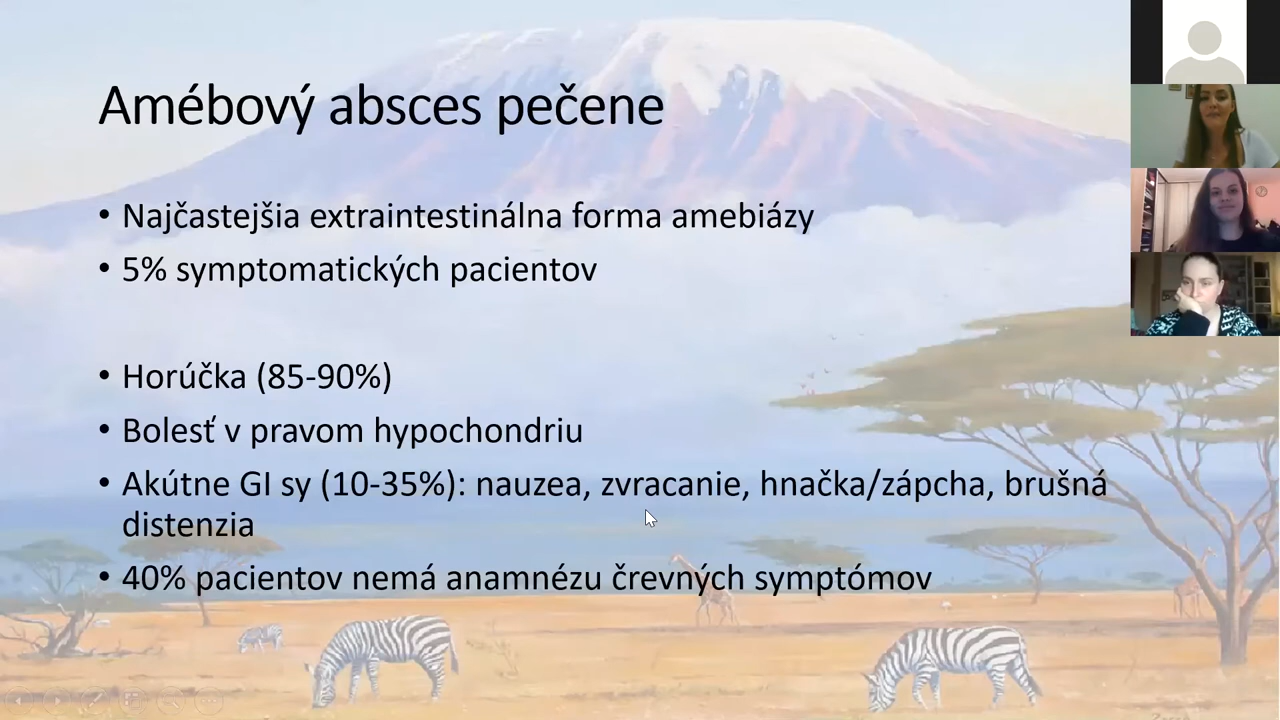 Amébový absces pečene
• Najčastejšia extraintestinálna forma amebiázy
• 5% symptomatických pacientov
• Horúčka (85-90%)
• Bolesť v pravom hypochondriu
• Akútne GI sy (10-35%): nauzea, zvracanie, hnačka/zápcha, brušná
distenzia
• 40% pacientov nemá anamnézu črevných symptómov